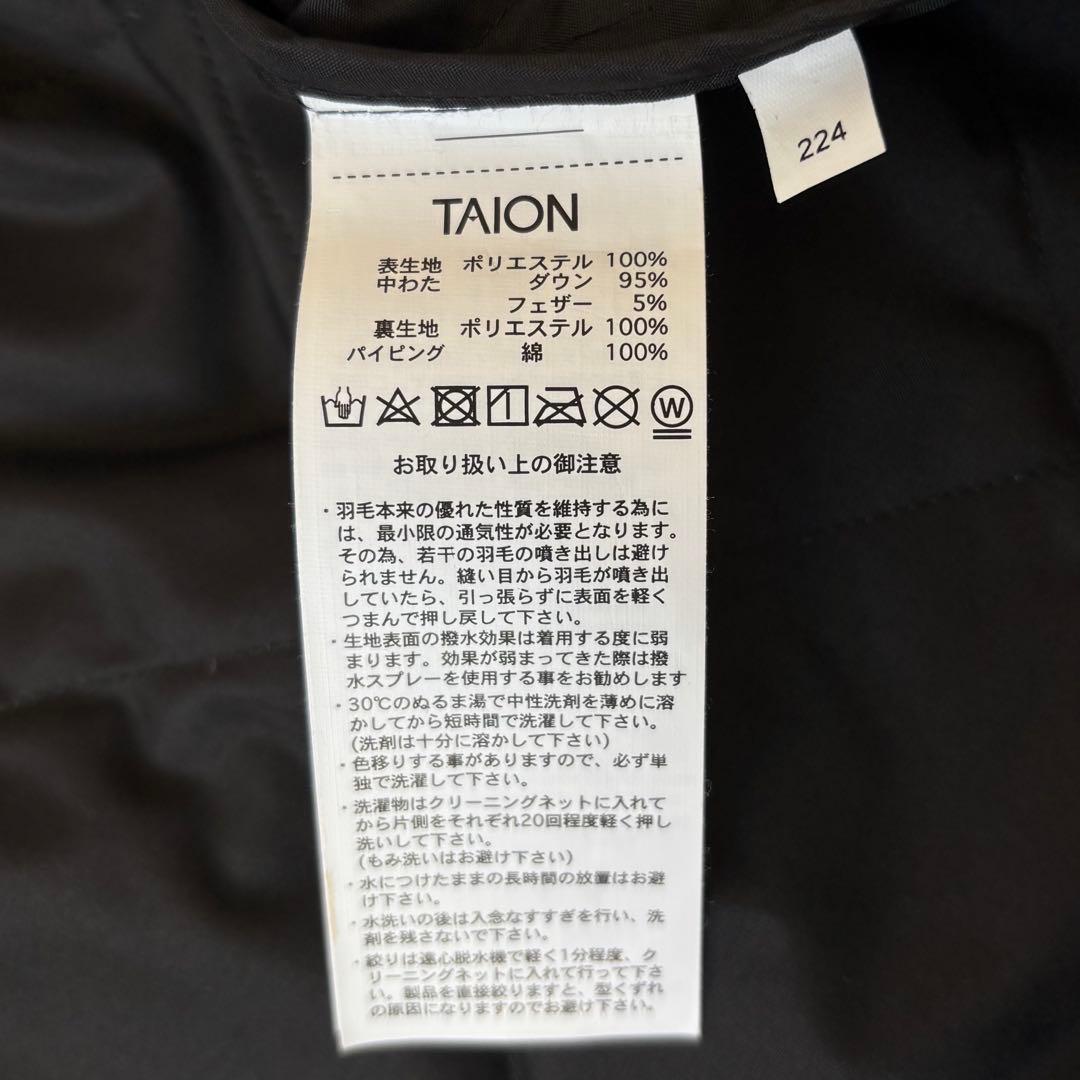 224
TAION
表生地 ポリエステル 100%
中わた ダウン 95%
フェザー 5%
裏生地 ポリエステル 100%
パイピング 綿 100%
W
お取り扱い上の御注意
・羽毛本来の優れた性質を維持する為に
は、最小限の通気性が必要となります。
その為、若干の羽毛の噴き出しは避け
られません。縫い目から羽毛が噴き出
していたら、引っ張らずに表面を軽く
つまんで押し戻して下さい。
・生地表面の撥水効果は着用する度に弱
まります。効果が弱まってきた際は撥
水スプレーを使用する事をお勧めします
・30℃のぬるま湯で中性洗剤を薄めに溶
かしてから短時間で洗濯して下さい。
(洗剤は十分に溶かして下さい)
・色移りする事がありますので、必ず単
独で洗濯して下さい。
・洗濯物はクリーニングネットに入れて
から片側をそれぞれ20回程度軽く押し
洗いして下さい。
(もみ洗いはお避け下さい)
・水につけたままの長時間の放置はお避
け下さい。
・水洗いの後は入念なすすぎを行い、洗
剤を残さないで下さい。
・絞りは遠心脱水機で軽く1分程度、ク
リーニングネットに入れて行って下さ
い。製品を直接絞りますと、型くずれ
の原因になりますのでお避け下さい。